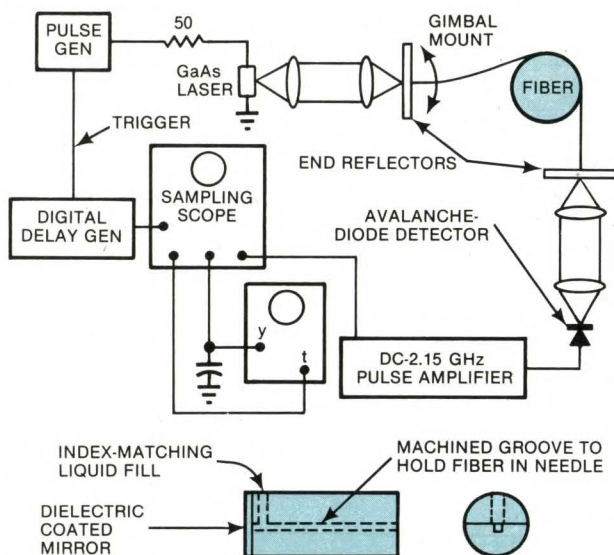 PULSE
GEN
50
GaAs
LASER
GIMBAL
MOUNT
FIBER
TRIGGER
END REFLECTORS
SAMPLING
SCOPE
DIGITAL
DELAY GEN
AVALANCHE-
DIODE DETECTOR
y
t
DC-2.15 GHz
PULSE AMPLIFIER
INDEX-MATCHING
LIQUID FILL
MACHINED GROOVE TO
HOLD FIBER IN NEEDLE
DIELECTRIC
COATED
MIRROR